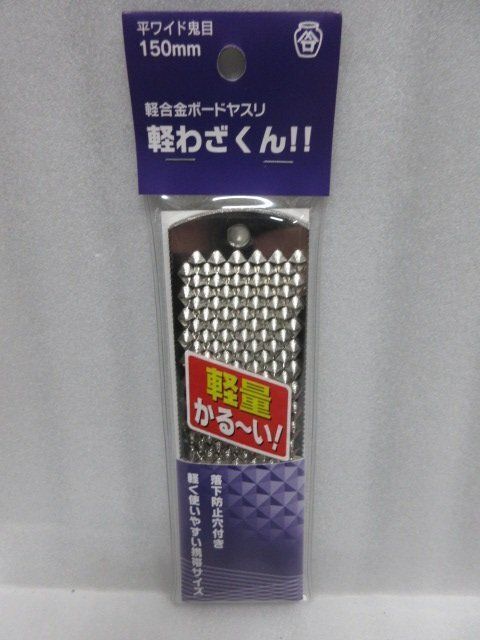 平ワイド鬼目
150mm
谷
軽合金ボードヤスリ
軽わざくん!!
軽量
かる〜い!
落下防止穴付き
軽く使いやすい携帯サイズ